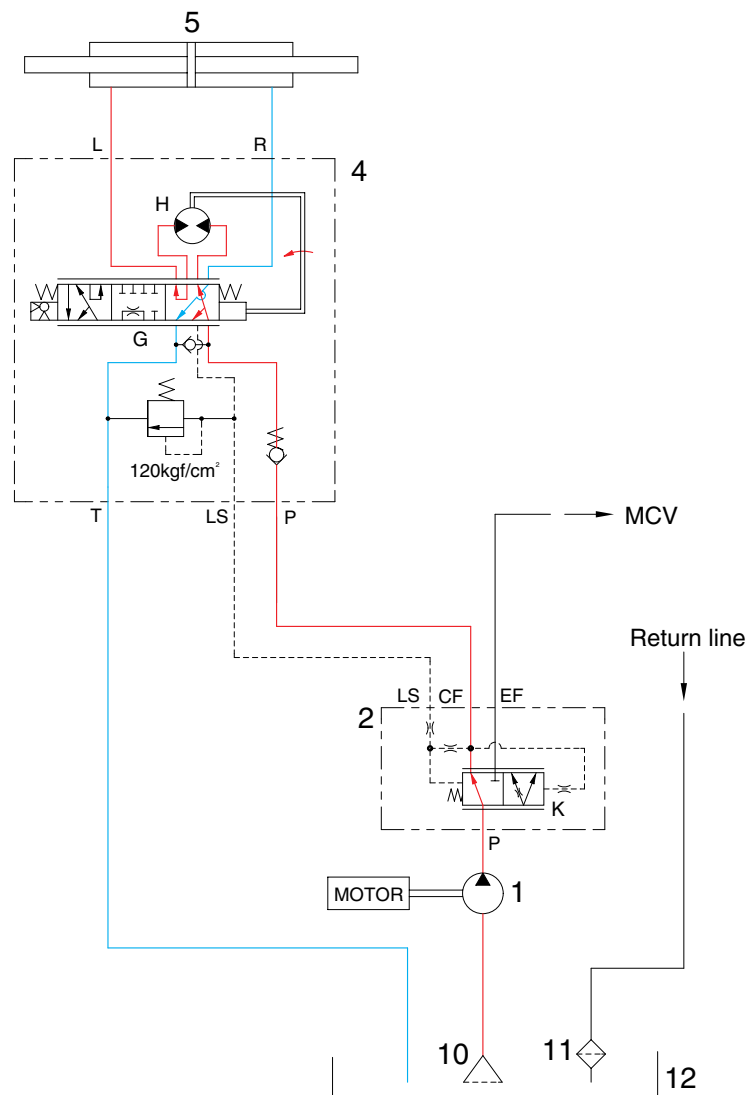 5
L R
4
H
G
120kgf/cm²
T LS P
MCV
Return line
LS CF EF
2
K
P
MOTOR 1
10 11 12